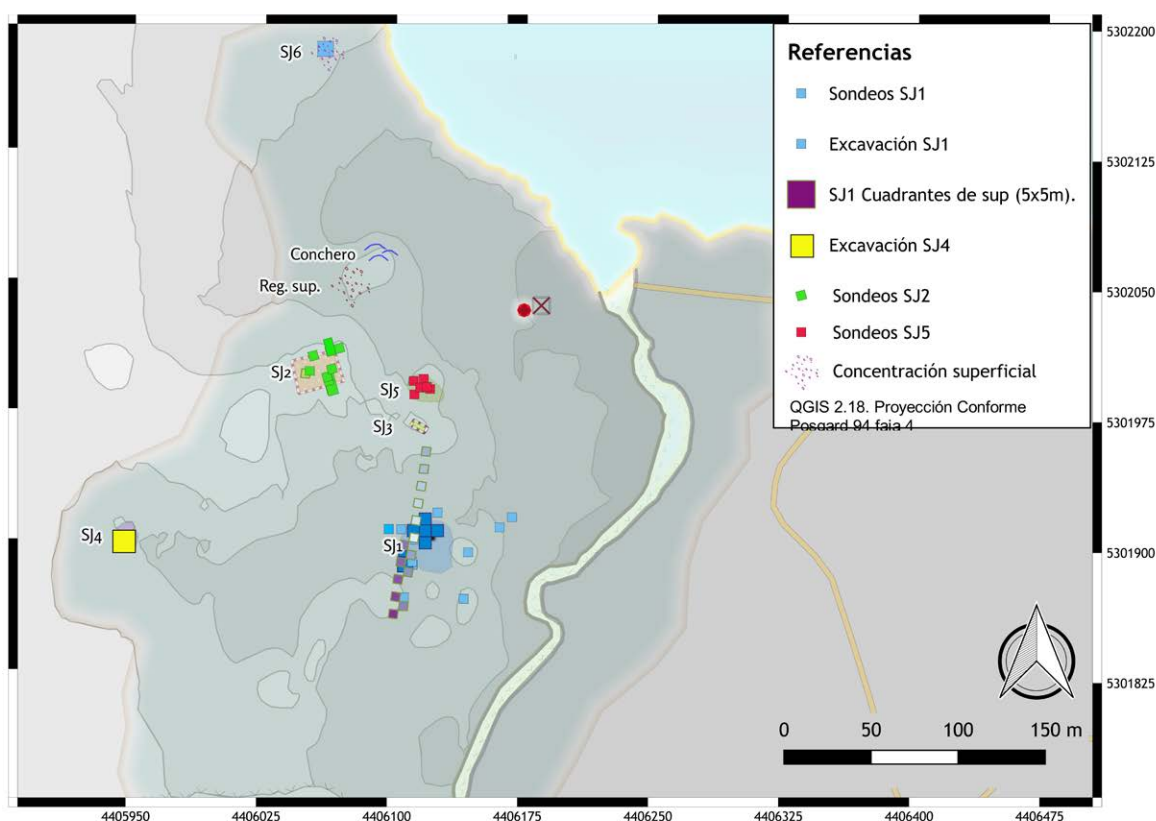 Referencias
Sondeos SJ1
Excavación SJ1
SJ1 Cuadrantes de sup (5x5m).
Excavación SJ4
Sondeos SJ2
Sondeos SJ5
Concentración superficial
QGIS 2.18. Proyección Conforme
Posgard 94 faja 4
SJ6
Conchero
Reg. sup.
SJ2
SJ5
SJ3
SJ4
SJ1
0 50 100 150 m
5302200
5302125
5302050
5301975
5301900
5301825
4405950 4406025 4406100 4406175 4406250 4406325 4406400 4406475